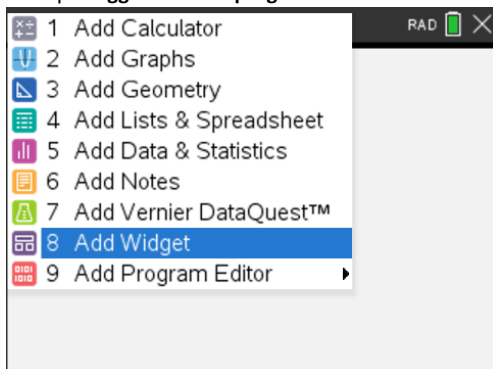 RAD
1 Add Calculator
2 Add Graphs
3 Add Geometry
4 Add Lists & Spreadsheet
5 Add Data & Statistics
6 Add Notes
7 Add Vernier DataQuest™
8 Add Widget
9 Add Program Editor